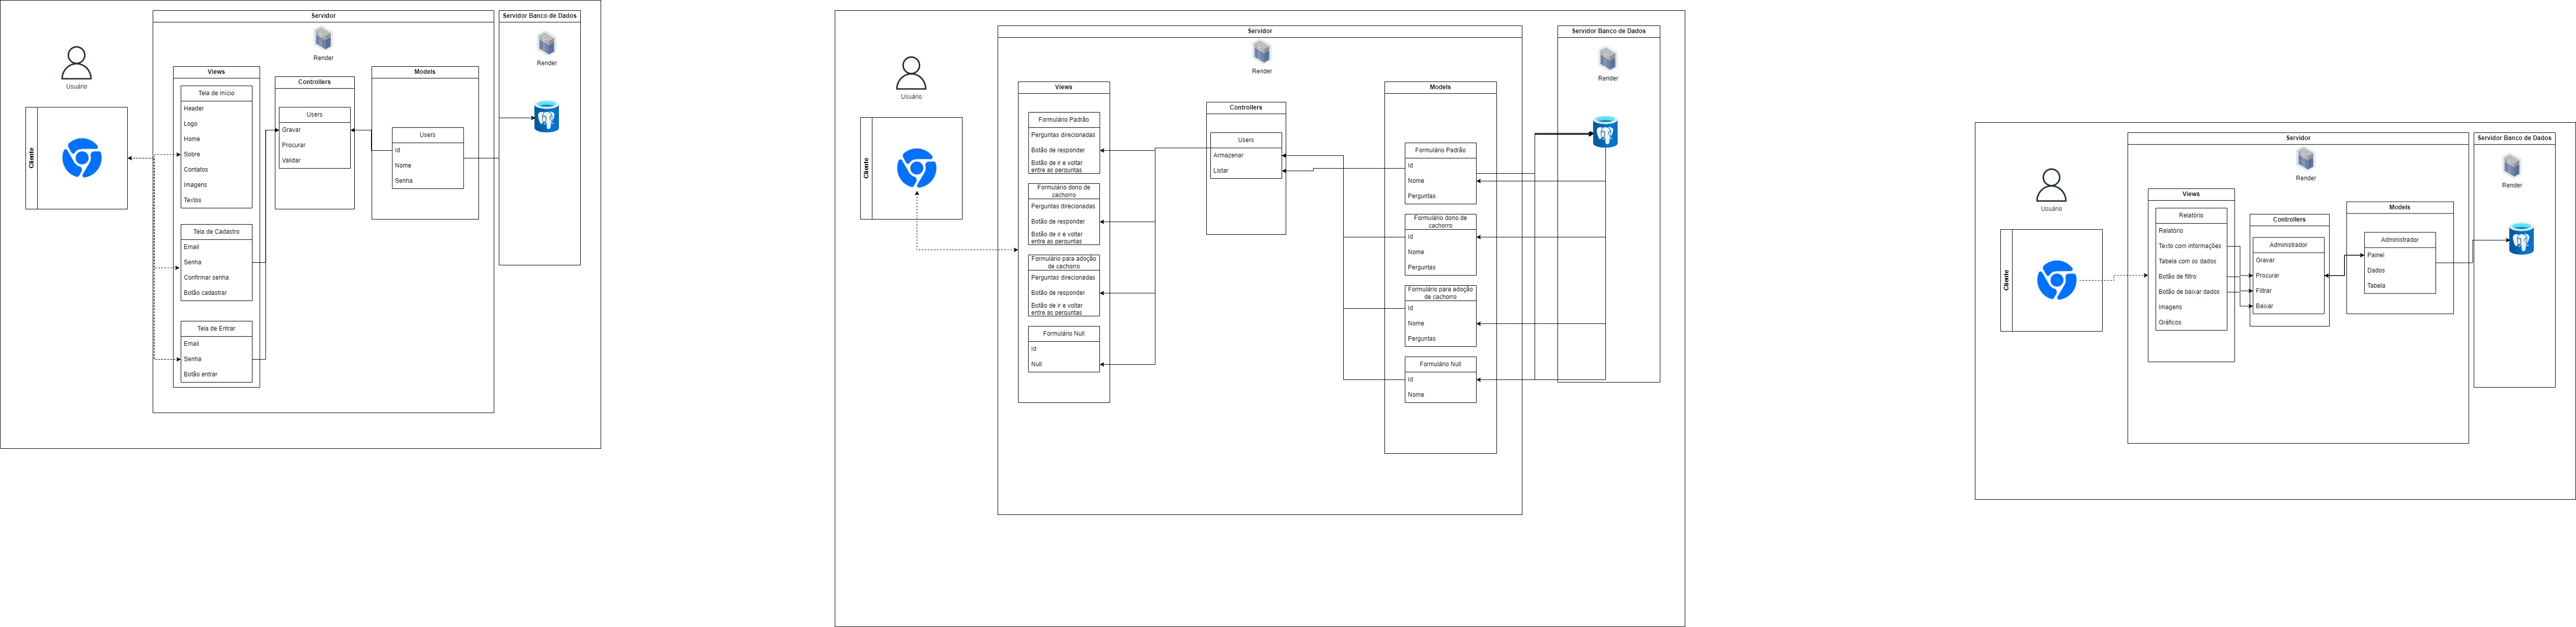 Servidor
Render
Usuário
Cliente
Views
Tela de Início
Header
Logo
Home
Sobre
Contatos
Imagens
Textos
Tela de Cadastro
Email
Senha
Confirmar senha
Botão cadastrar
Tela de Entrar
Email
Senha
Botão entrar
Controllers
Users
Gravar
Procurar
Validar
Models
Users
Id
Nome
Senha
Servidor Banco de Dados
Render
Servidor
Render
Usuário
Cliente
Views
Formulário Padrão
Perguntas direcionadas
Botão de responder
Botão de ir e voltar
entre as perguntas
Formulário dono de
cachorro
Perguntas direcionadas
Botão de responder
Botão de ir e voltar
entre as perguntas
Formulário para adoção
de cachorro
Perguntas direcionadas
Botão de responder
Botão de ir e voltar
entre as perguntas
Formulário Null
Id
Null
Controllers
Users
Armazenar
Listar
Models
Formulário Padrão
Id
Nome
Perguntas
Formulário dono de
cachorro
Id
Nome
Perguntas
Formulário para adoção
de cachorro
Id
Nome
Perguntas
Formulário Null
Id
Nome
Servidor Banco de Dados
Render
Servidor
Render
Usuário
Cliente
Views
Relatório
Relatório
Texto com informações
Tabela com os dados
Botão de filtro
Botão de baixar dados
Imagens
Gráficos
Controllers
Administrador
Gravar
Procurar
Filtrar
Baixar
Models
Administrador
Painel
Dados
Tabela
Servidor Banco de Dados
Render